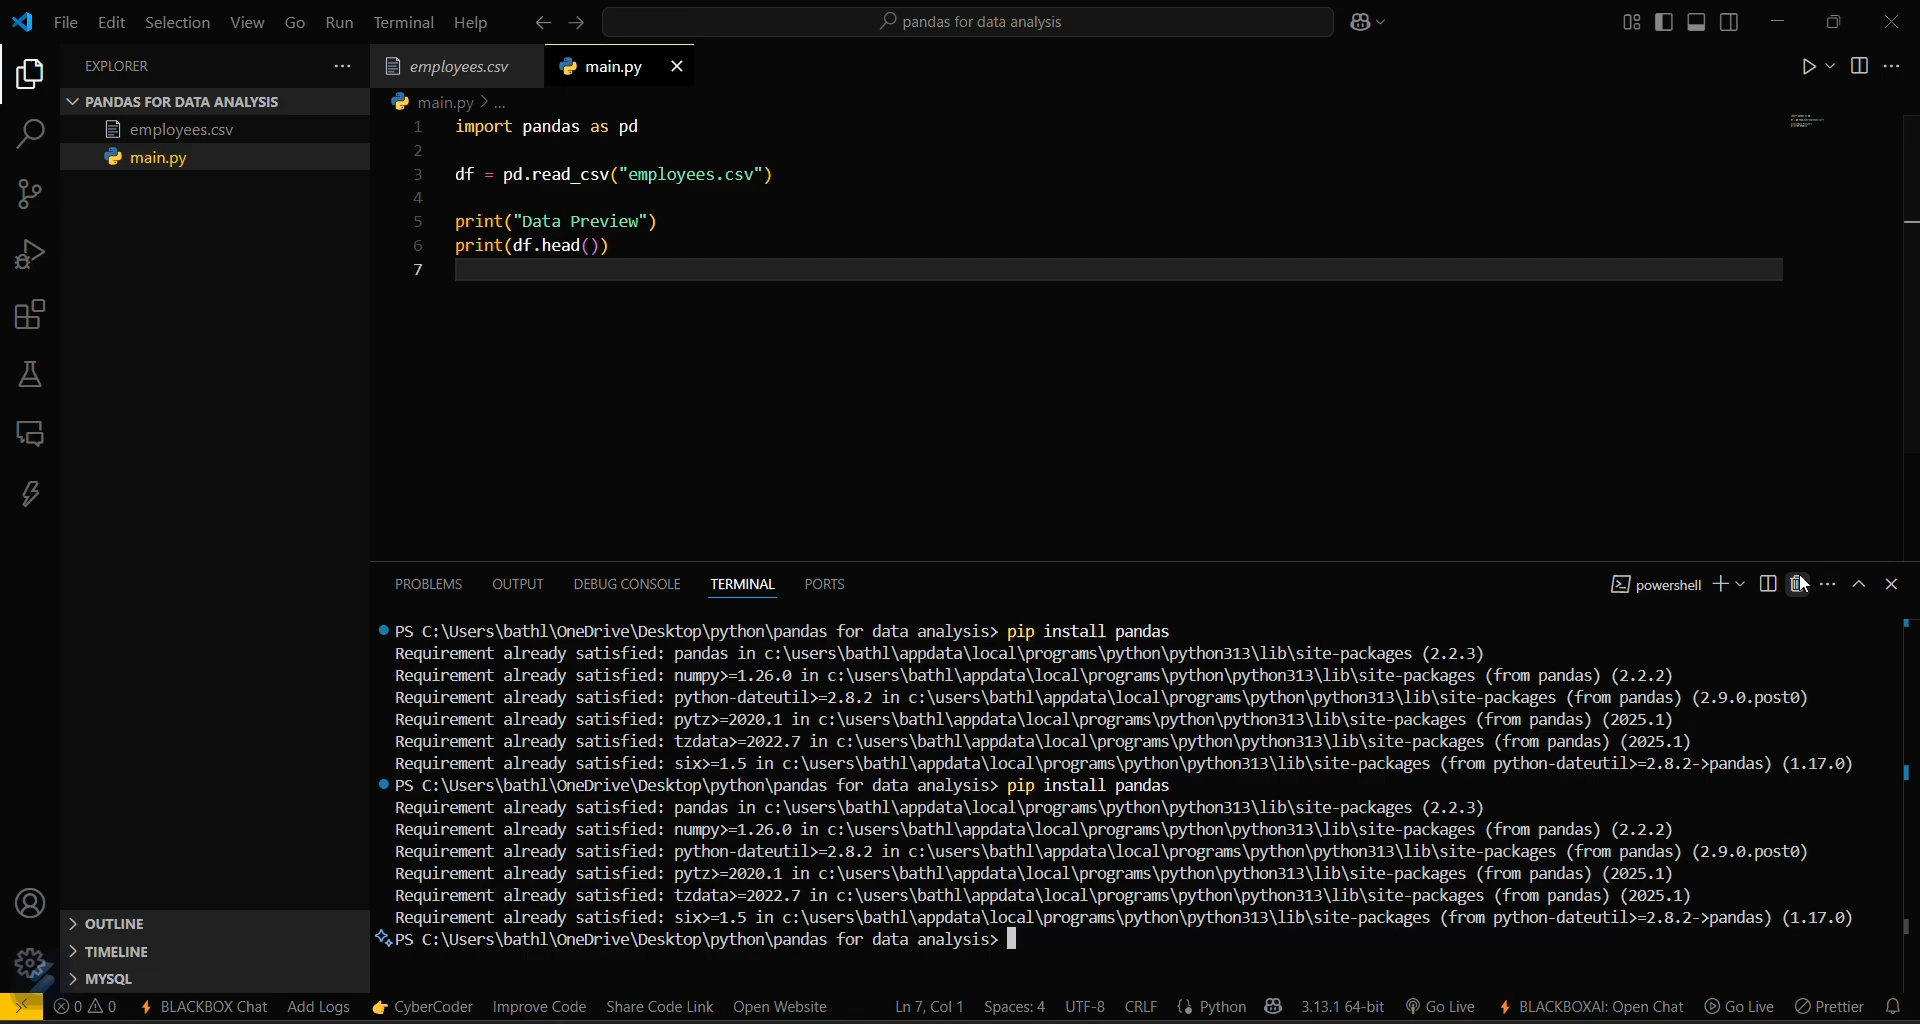 File Edit Selection View Go Run Terminal Help pandas for data analysis
EXPLORER
PANDAS FOR DATA ANALYSIS
employees.csv
main.py
employees.csv main.py
main.py > ...
1 import pandas as pd
2
3 df = pd.read_csv("employees.csv")
4
5 print("Data Preview")
6 print(df.head())
7
PROBLEMS OUTPUT DEBUG CONSOLE TERMINAL PORTS powershell
PS C:\Users\bathl\OneDrive\Desktop\python\pandas for data analysis> pip install pandas
Requirement already satisfied: pandas in c:\users\bathl\appdata\local\programs\python\python313\lib\site-packages (2.2.3)
Requirement already satisfied: numpy>=1.26.0 in c:\users\bathl\appdata\local\programs\python\python313\lib\site-packages (from pandas) (2.2.2)
Requirement already satisfied: python-dateutil>=2.8.2 in c:\users\bathl\appdata\local\programs\python\python313\lib\site-packages (from pandas) (2.9.0.post0)
Requirement already satisfied: pytz>=2020.1 in c:\users\bathl\appdata\local\programs\python\python313\lib\site-packages (from pandas) (2025.1)
Requirement already satisfied: tzdata>=2022.7 in c:\users\bathl\appdata\local\programs\python\python313\lib\site-packages (from pandas) (2025.1)
Requirement already satisfied: six>=1.5 in c:\users\bathl\appdata\local\programs\python\python313\lib\site-packages (from python-dateutil>=2.8.2->pandas) (1.17.0)
PS C:\Users\bathl\OneDrive\Desktop\python\pandas for data analysis> pip install pandas
Requirement already satisfied: pandas in c:\users\bathl\appdata\local\programs\python\python313\lib\site-packages (2.2.3)
Requirement already satisfied: numpy>=1.26.0 in c:\users\bathl\appdata\local\programs\python\python313\lib\site-packages (from pandas) (2.2.2)
Requirement already satisfied: python-dateutil>=2.8.2 in c:\users\bathl\appdata\local\programs\python\python313\lib\site-packages (from pandas) (2.9.0.post0)
Requirement already satisfied: pytz>=2020.1 in c:\users\bathl\appdata\local\programs\python\python313\lib\site-packages (from pandas) (2025.1)
Requirement already satisfied: tzdata>=2022.7 in c:\users\bathl\appdata\local\programs\python\python313\lib\site-packages (from pandas) (2025.1)
Requirement already satisfied: six>=1.5 in c:\users\bathl\appdata\local\programs\python\python313\lib\site-packages (from python-dateutil>=2.8.2->pandas) (1.17.0)
PS C:\Users\bathl\OneDrive\Desktop\python\pandas for data analysis>
OUTLINE
TIMELINE
MYSQL
0 0 BLACKBOX Chat Add Logs CyberCoder Improve Code Share Code Link Open Website Ln 7, Col 1 Spaces: 4 UTF-8 CRLF {} Python 3.13.1 64-bit Go Live BLACKBOXAI: Open Chat Go Live Prettier